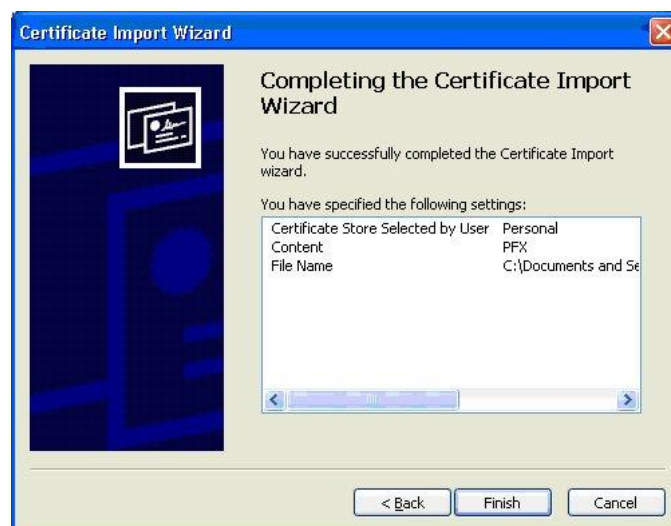 Certificate Import Wizard
Completing the Certificate Import
Wizard
You have successfully completed the Certificate Import
wizard.
You have specified the following settings:
Certificate Store Selected by User Personal
Content PFX
File Name C:\Documents and Se
< Back Finish Cancel